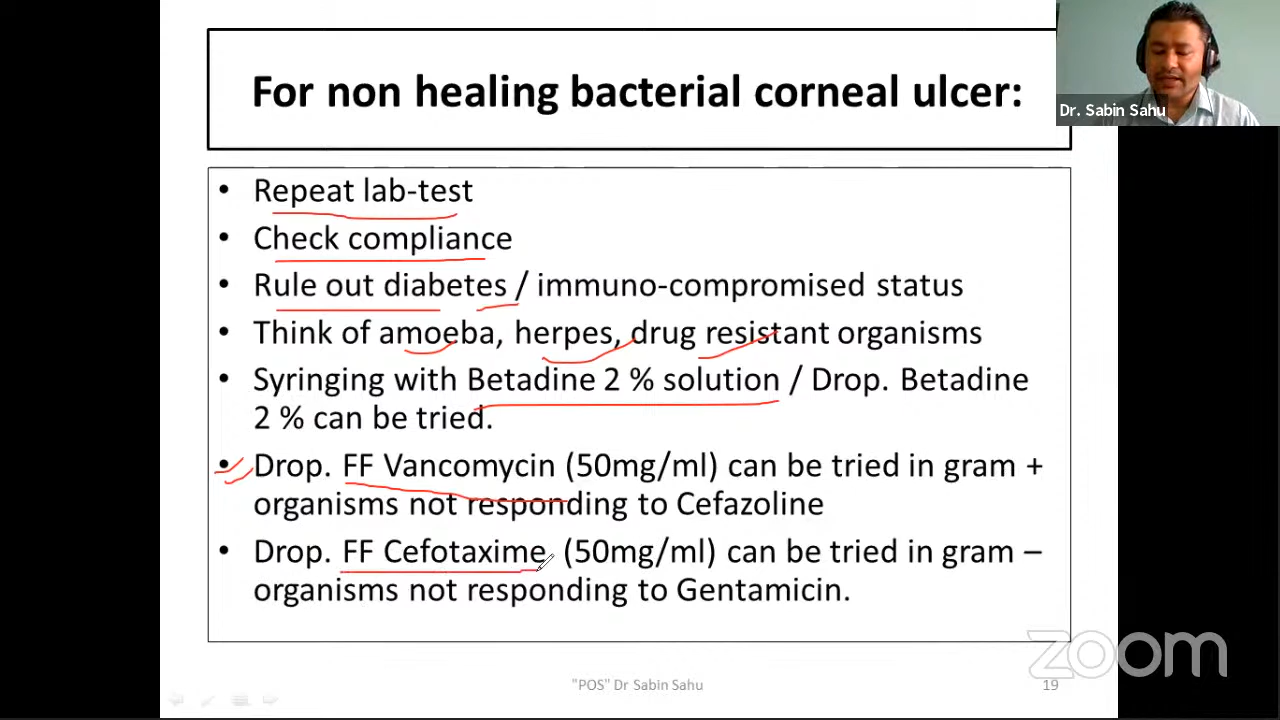 For non healing bacterial corneal ulcer:
Dr. Sabin Sahu
• Repeat lab-test
• Check compliance
• Rule out diabetes / immuno-compromised status
• Think of amoeba, herpes, drug resistant organisms
• Syringing with Betadine 2 % solution / Drop. Betadine
2 % can be tried.
• Drop. FF Vancomycin (50mg/ml) can be tried in gram +
organisms not responding to Cefazoline
• Drop. FF Cefotaxime (50mg/ml) can be tried in gram –
organisms not responding to Gentamicin.
zoom
"POS" Dr Sabin Sahu
19